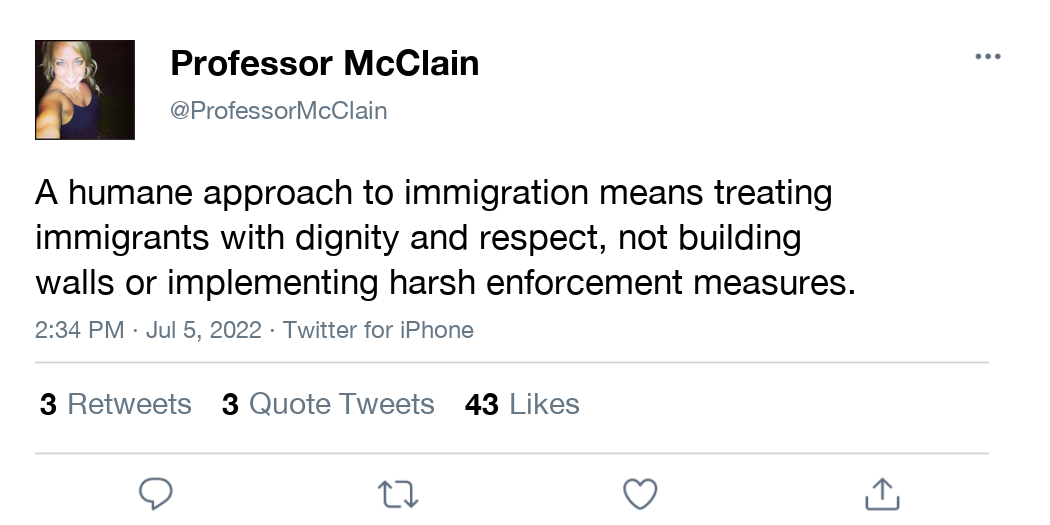 Professor McClain
@ProfessorMcClain
A humane approach to immigration means treating
immigrants with dignity and respect, not building
walls or implementing harsh enforcement measures.
2:34 PM · Jul 5, 2022 · Twitter for iPhone
3 Retweets 3 Quote Tweets 43 Likes